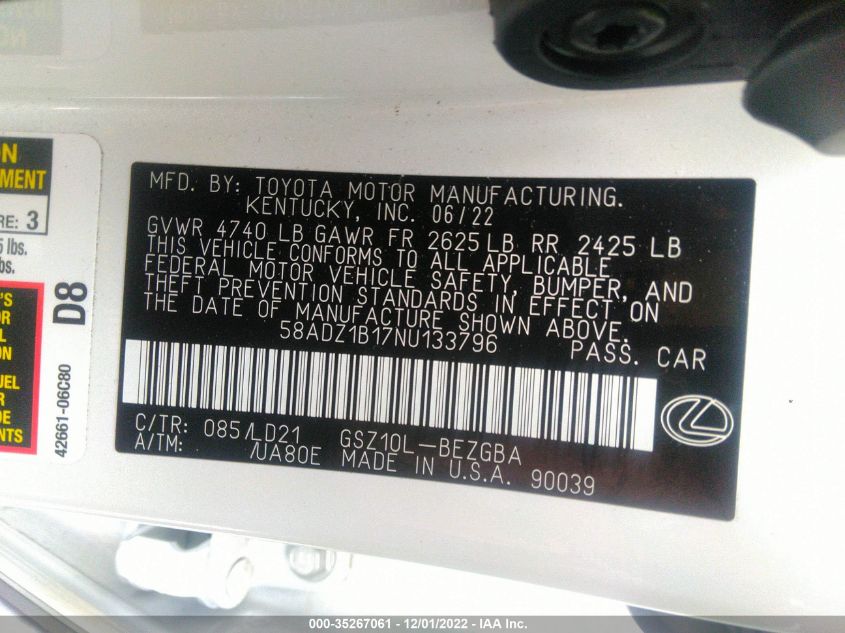 MFD. BY: TOYOTA MOTOR MANUFACTURING.
KENTUCKY, INC. 06/22
GVWR 4740 LB GAWR FR 2625 LB RR 2425 LB
THIS VEHICLE CONFORMS TO ALL APPLICABLE
FEDERAL MOTOR VEHICLE SAFETY, BUMPER, AND
THEFT PREVENTION STANDARDS IN EFFECT ON
THE DATE OF MANUFACTURE SHOWN ABOVE.
58ADZ1B17NU133796 PASS. CAR
C/TR: 085/LD21 GSZ10L-BEZGBA
A/TM: /UA80E MADE IN U.S.A. 90039
RE: 3
lbs.
D8
42661-06C80
000-35267061 - 12/01/2022 - IAA Inc.